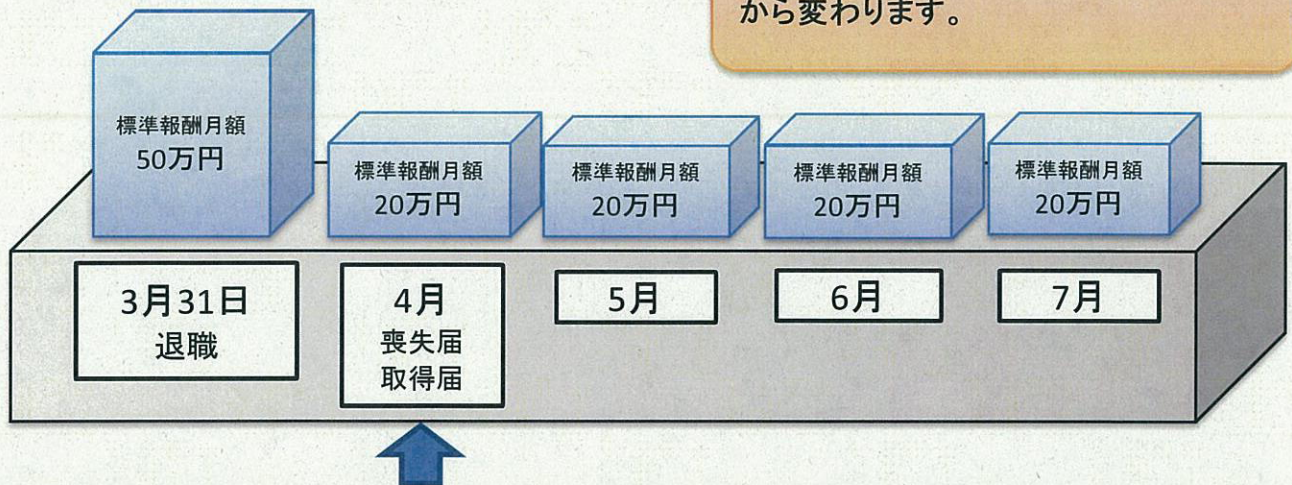 から変わります。
標準報酬月額
50万円
標準報酬月額
20万円
標準報酬月額
20万円
標準報酬月額
20万円
標準報酬月額
20万円
3月31日
退職
4月
喪失届
取得届
5月
6月
7月